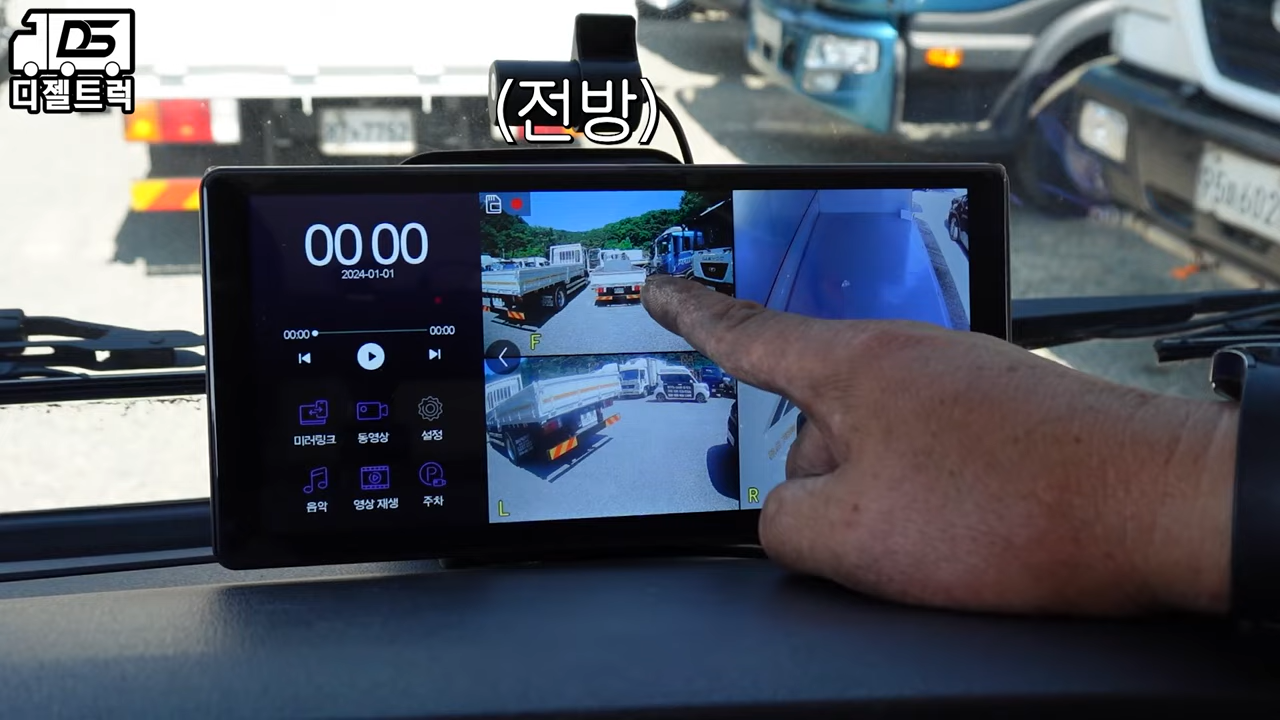 DS
디젤트럭
(전방)
00 00
2024-01-01
00:00
00:00
미러링크
동영상
설정
음악
영상 재생
주차
F
L
R